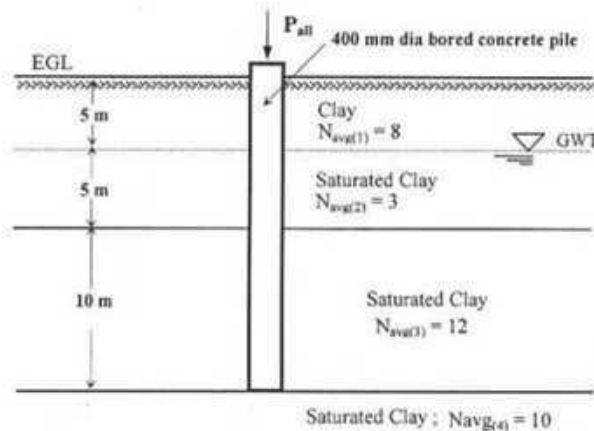 P_all
400 mm dia bored concrete pile
EGL
5 m
Clay
N_avg(1) = 8
GWT
5 m
Saturated Clay
N_avg(2) = 3
10 m
Saturated Clay
N_avg(3) = 12
Saturated Clay ; Navg_(4) = 10